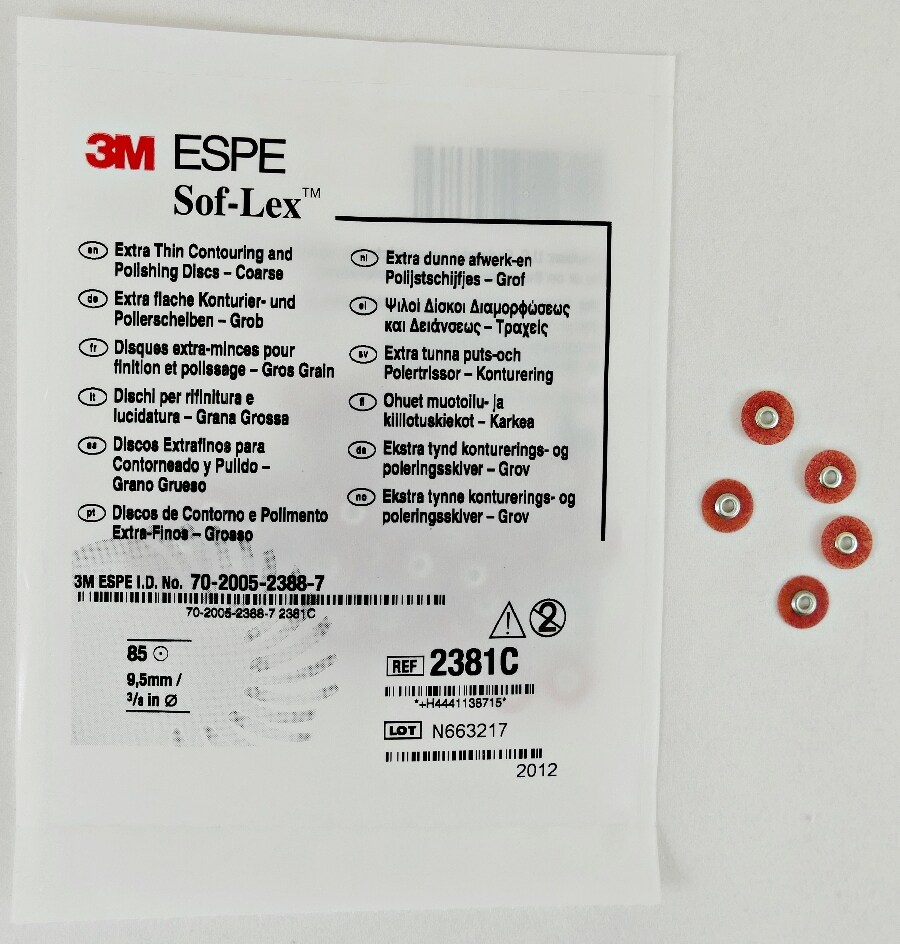 3M ESPE
Sof-Lex™
en Extra Thin Contouring and
Polishing Discs – Coarse
de Extra flache Konturier- und
Polierscheiben – Grob
fr Disques extra-minces pour
finition et polissage – Gros Grain
it Dischi per rifinitura e
lucidatura – Grana Grossa
es Discos Extrafinos para
Contorneado y Pulido –
Grano Grueso
pt Discos de Contorno e Polimento
Extra-Finos – Grosso
nl Extra dunne afwerk-en
Polijstschijfjes – Grof
el Ψιλοί Δίσκοι Διαμορφώσεως
και Λειάνσεως – Τραχείς
sv Extra tunna puts-och
Polertrissor – Konturering
fi Ohuet muotoilu- ja
kiillotuskiekot – Karkea
da Ekstra tynd konturerings- og
poleringsskiver – Grov
no Ekstra tynne konturerings- og
poleringsskiver – Grov
3M ESPE I.D. No. 70-2005-2388-7
70-2005-2388-7 2381C
85
9,5mm /
3/8 in Ø
2
REF 2381C
*+H4441138715*
LOT N663217
2012